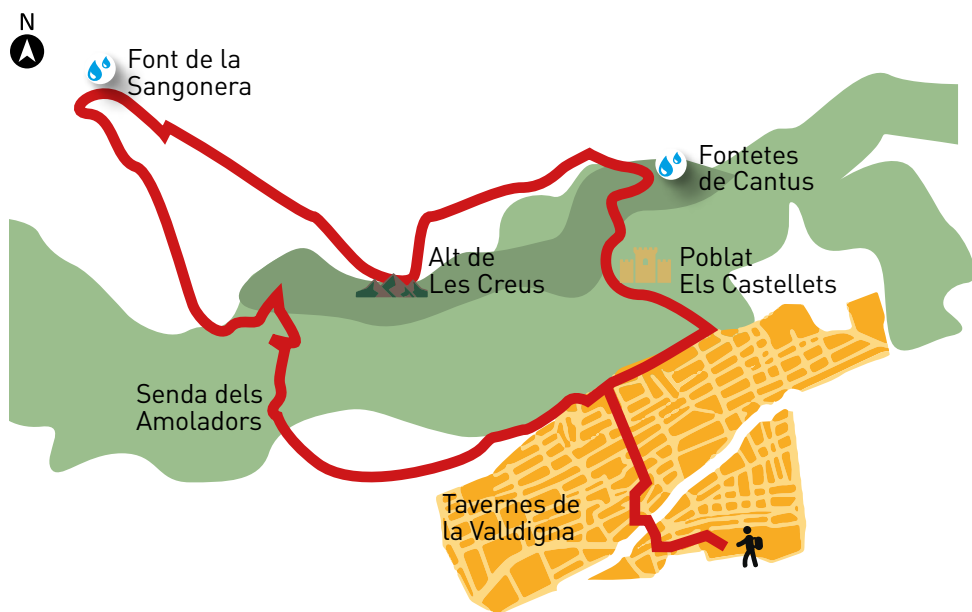 N
Font de la
Sangonera
Fontetes
de Cantus
Alt de
Les Creus
Poblat
Els Castellets
Senda dels
Amoladors
Tavernes de
la Valldigna